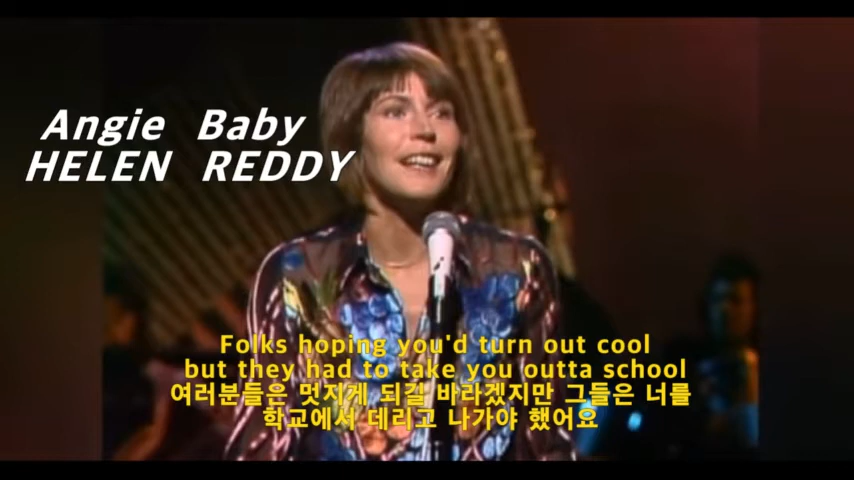 Angie Baby
HELEN REDDY
Folks hoping you'd turn out cool
but they had to take you outta school
여러분들은 멋지게 되길 바라겠지만 그들은 너를
학교에서 데리고 나가야 했어요